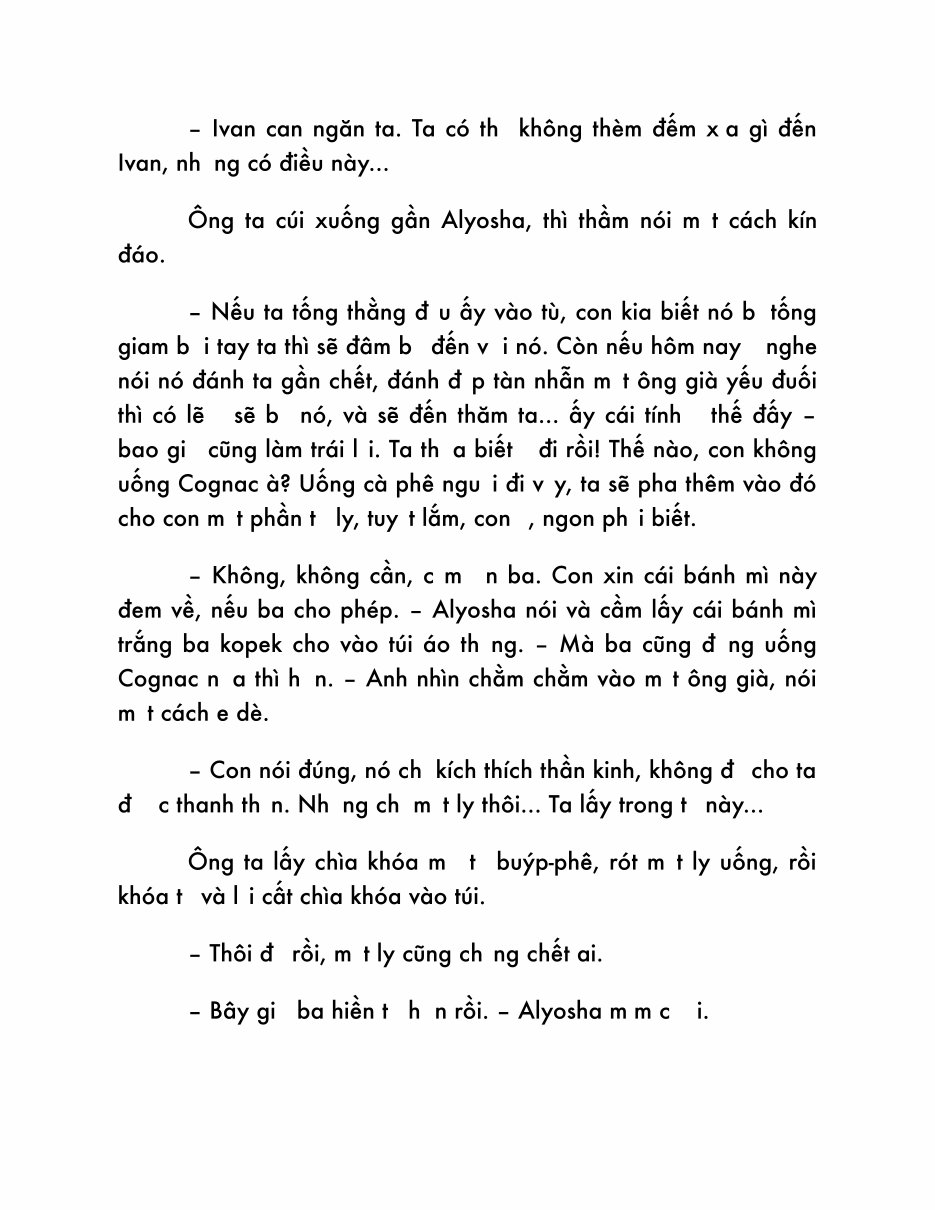 – Ivan can ngăn ta. Ta có th không thèm đếm x a gì đến
Ivan, nh ng có điều này...
Ông ta cúi xuống gần Alyosha, thì thầm nói m t cách kín
đáo.
– Nếu ta tống thằng đ u ấy vào tù, con kia biết nó b tống
giam b i tay ta thì sẽ đâm b đến v i nó. Còn nếu hôm nay nghe
nói nó đánh ta gần chết, đánh đ p tàn nhẫn m t ông già yếu đuối
thì có lẽ sẽ b nó, và sẽ đến thăm ta... ấy cái tính thế đấy –
bao gi cũng làm trái l i. Ta th a biết đi rồi! Thế nào, con không
uống Cognac à? Uống cà phê ngu i đi v y, ta sẽ pha thêm vào đó
cho con m t phần t ly, tuy t lắm, con , ngon ph i biết.
– Không, không cần, c m n ba. Con xin cái bánh mì này
đem về, nếu ba cho phép. – Alyosha nói và cầm lấy cái bánh mì
trắng ba kopek cho vào túi áo th ng. – Mà ba cũng đ ng uống
Cognac n a thì h n. – Anh nhìn chằm chằm vào m t ông già, nói
m t cách e dè.
– Con nói đúng, nó ch kích thích thần kinh, không đ cho ta
đ c thanh th n. Nh ng ch m t ly thôi... Ta lấy trong t này...
Ông ta lấy chìa khóa m t buýp-phê, rót m t ly uống, rồi
khóa t và l i cất chìa khóa vào túi.
– Thôi đ rồi, m t ly cũng ch ng chết ai.
– Bây gi ba hiền t h n rồi. – Alyosha m m c i.